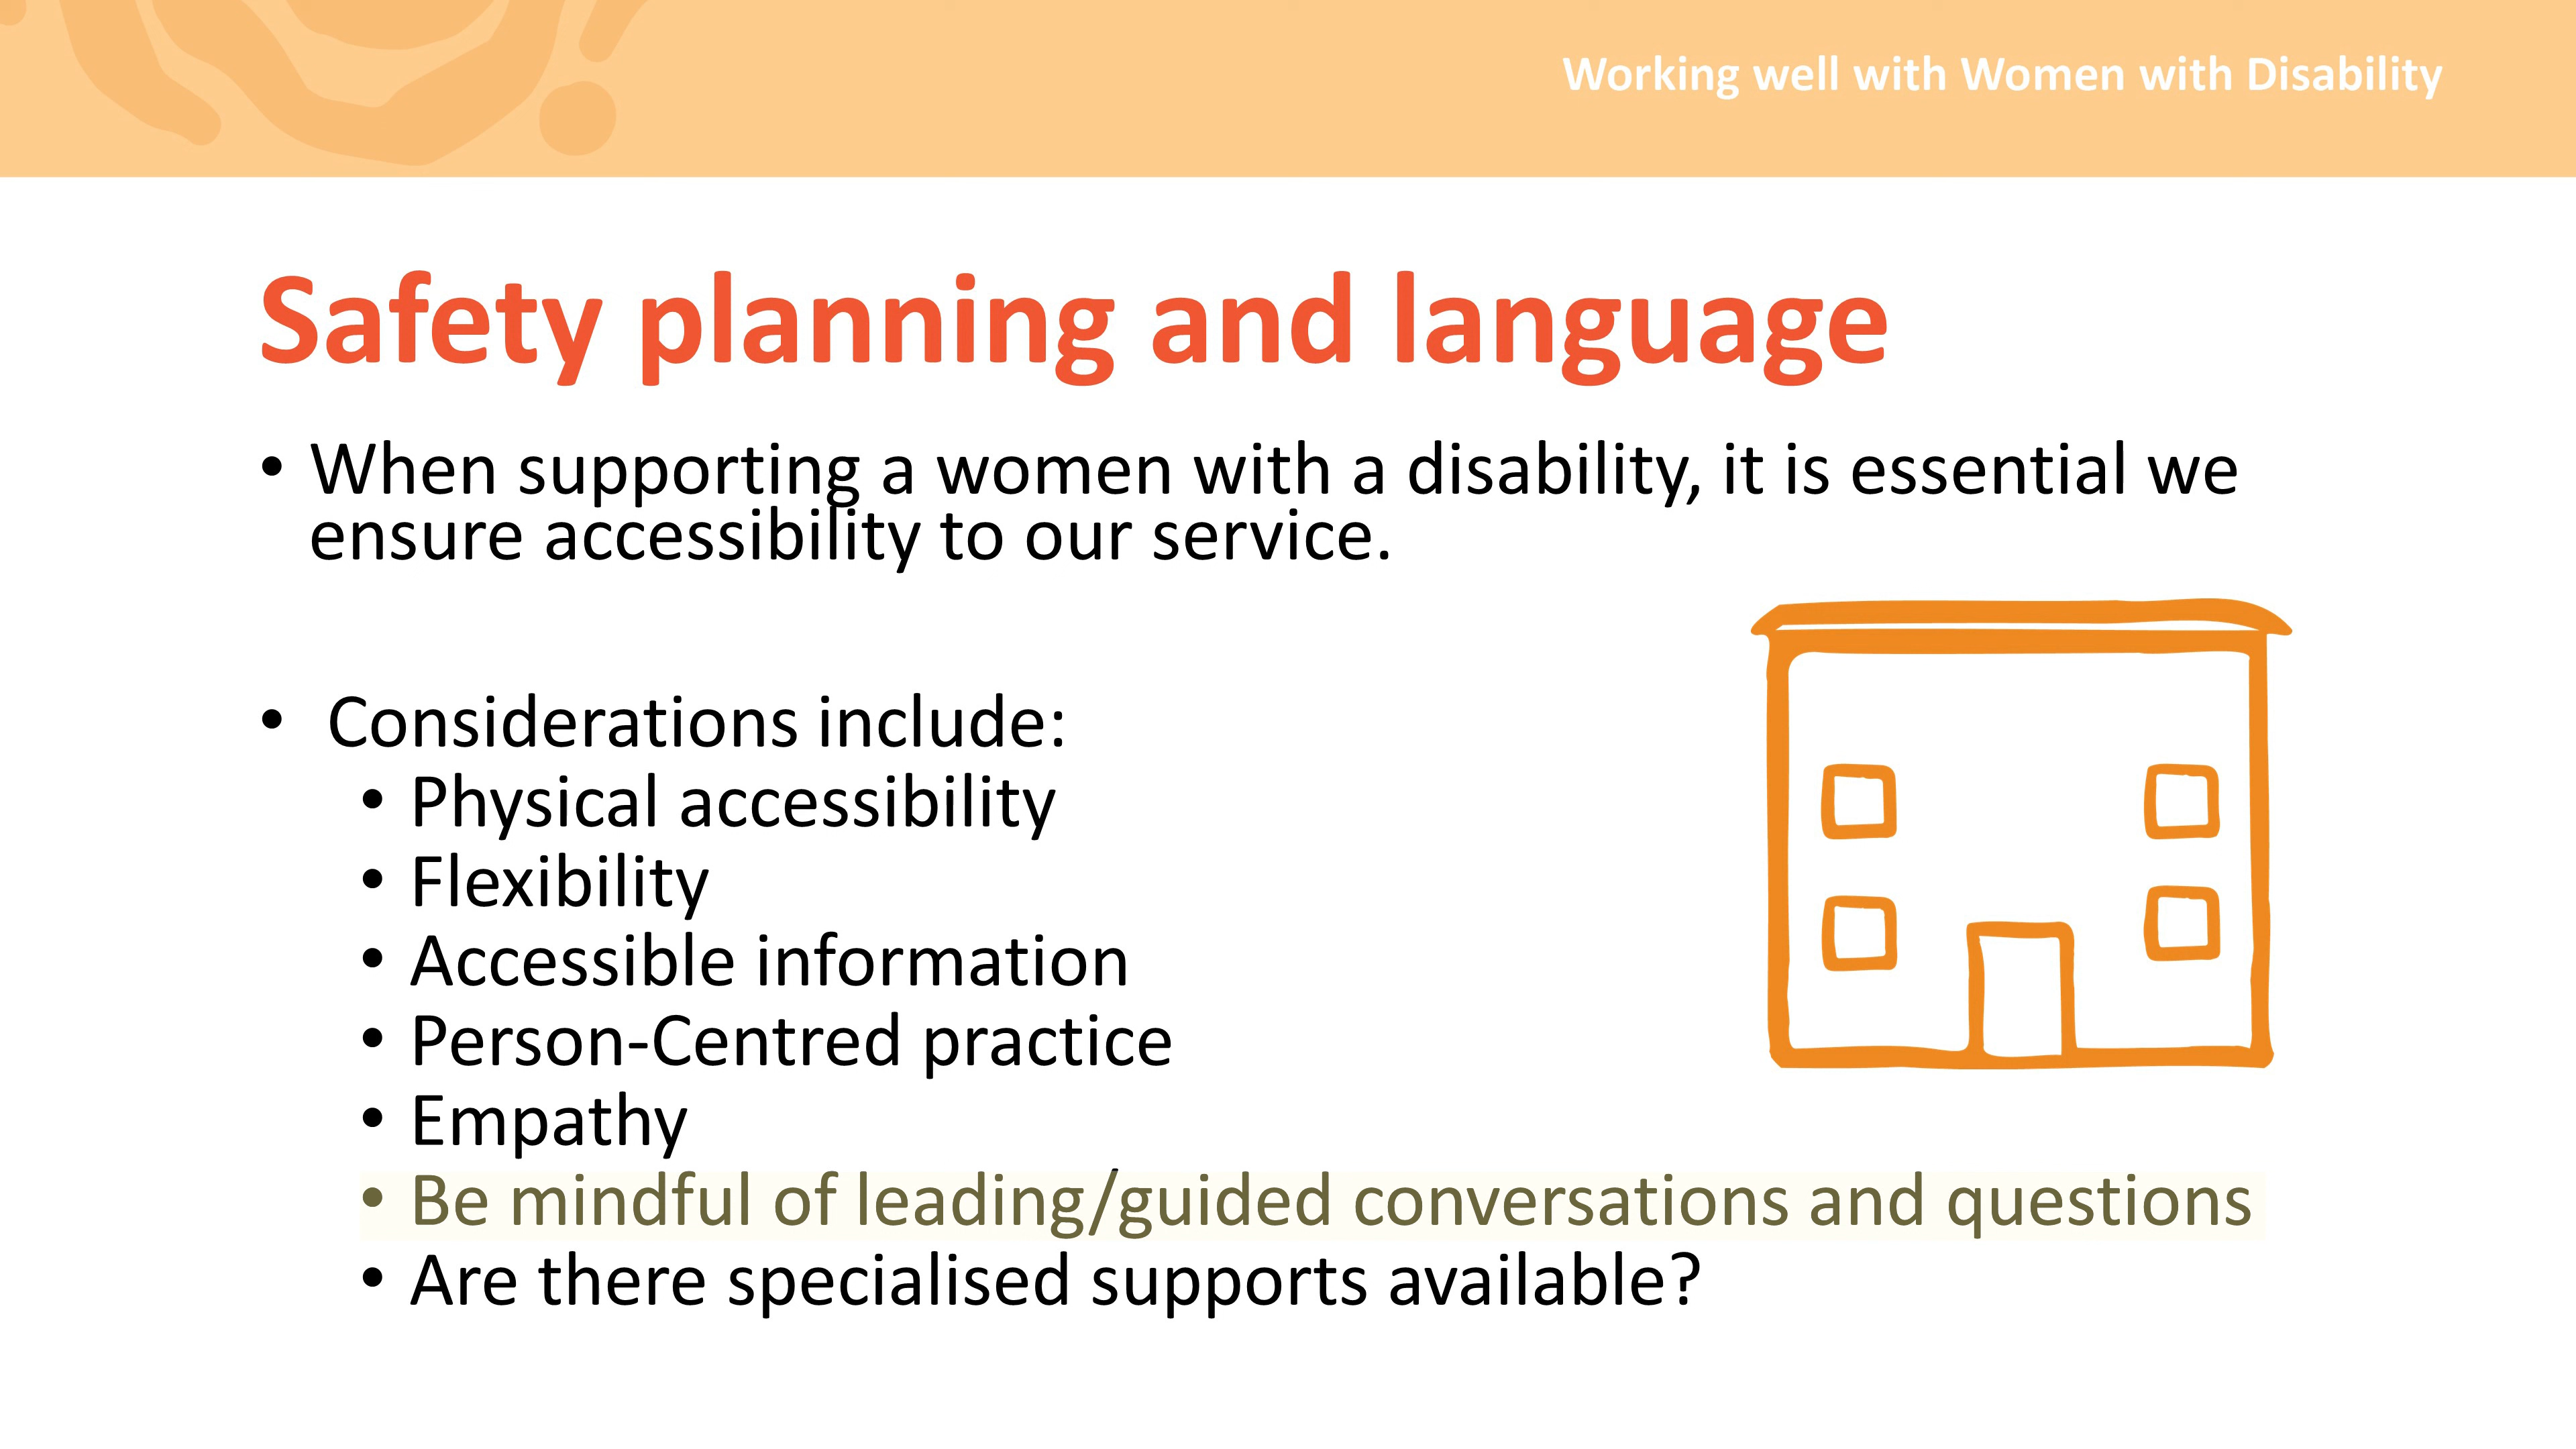 Working well with Women with Disability
Safety planning and language
• When supporting a women with a disability, it is essential we
ensure accessibility to our service.
• Considerations include:
• Physical accessibility
• Flexibility
• Accessible information
• Person-Centred practice
• Empathy
• Be mindful of leading/guided conversations and questions
• Are there specialised supports available?